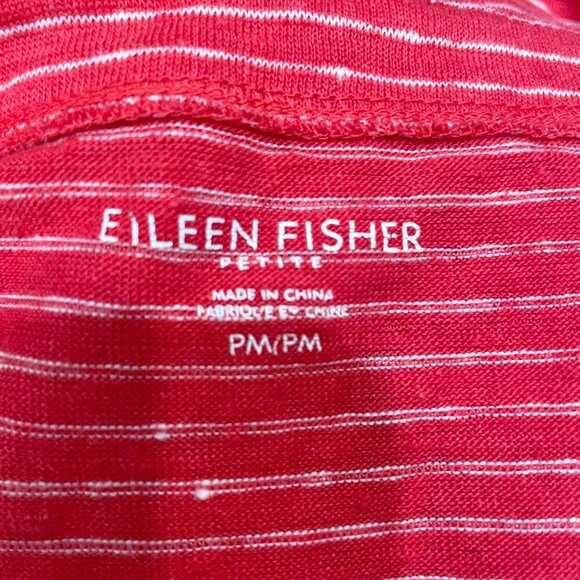 EILEEN FISHER
PETITE
MADE IN CHINA
FABRIQUE EN CHINE
PM/PM